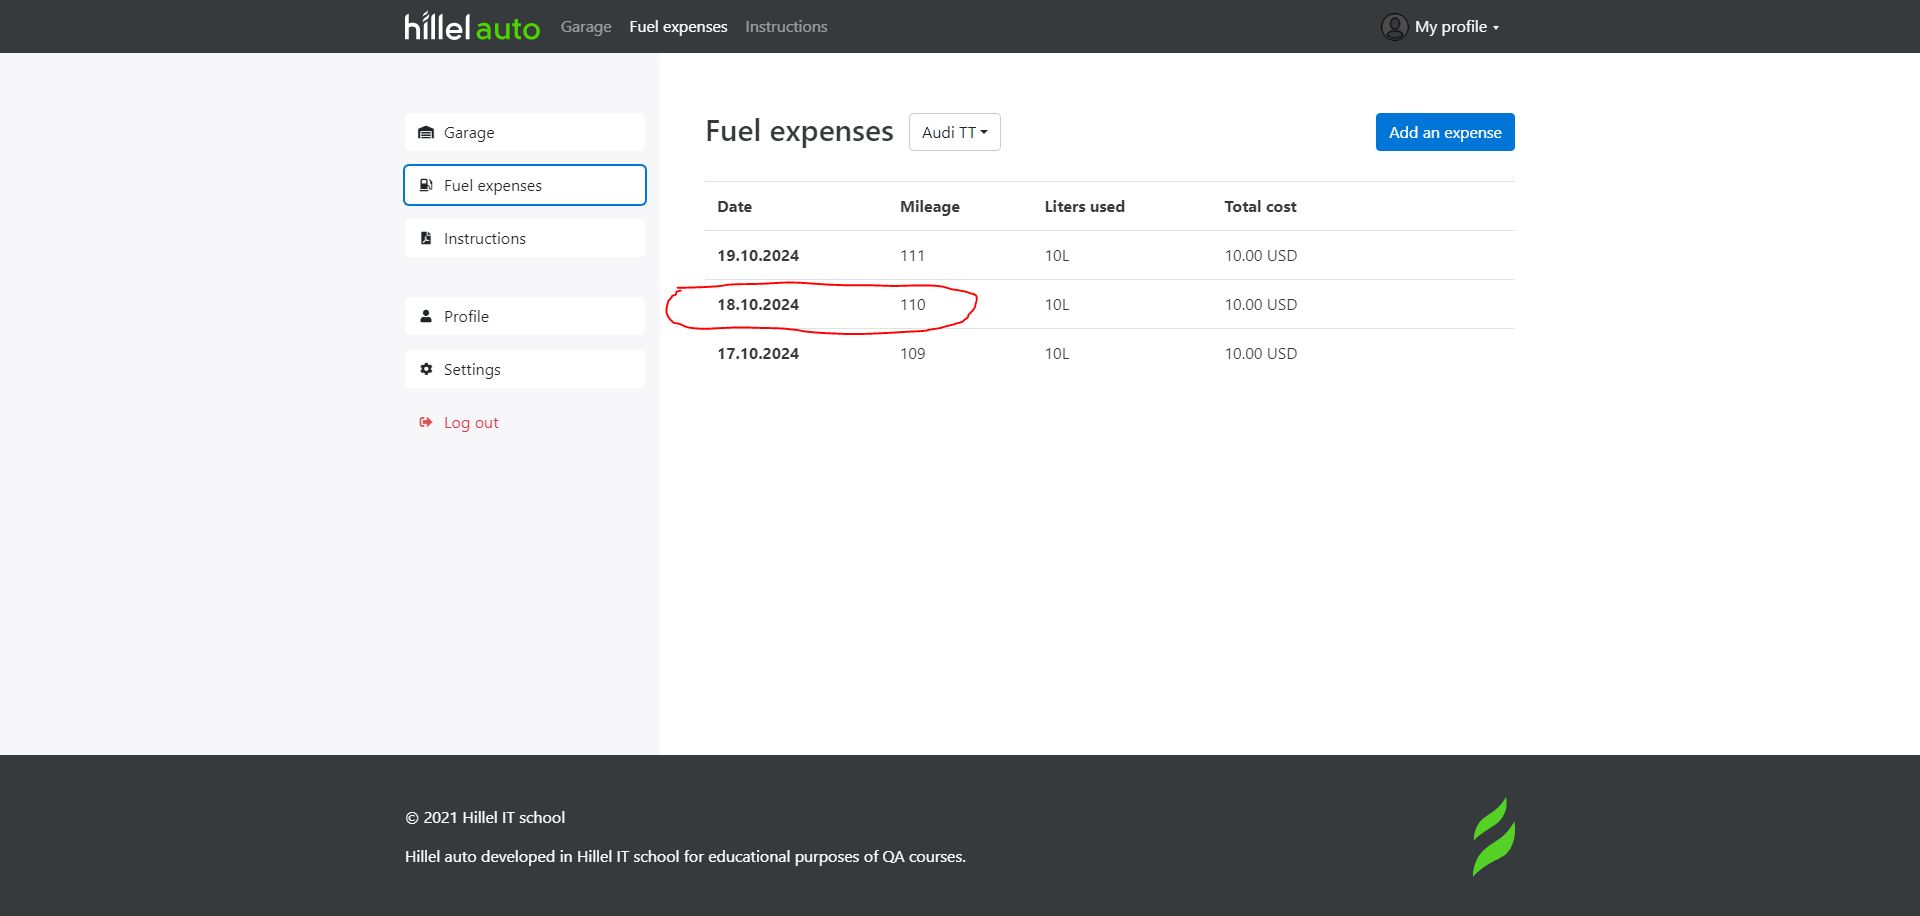 hillel auto Garage Fuel expenses Instructions My profile
Garage
Fuel expenses
Instructions
Profile
Settings
Log out
Fuel expenses Audi TT Add an expense
Date Mileage Liters used Total cost
19.10.2024 111 10L 10.00 USD
18.10.2024 110 10L 10.00 USD
17.10.2024 109 10L 10.00 USD
© 2021 Hillel IT school
Hillel auto developed in Hillel IT school for educational purposes of QA courses.